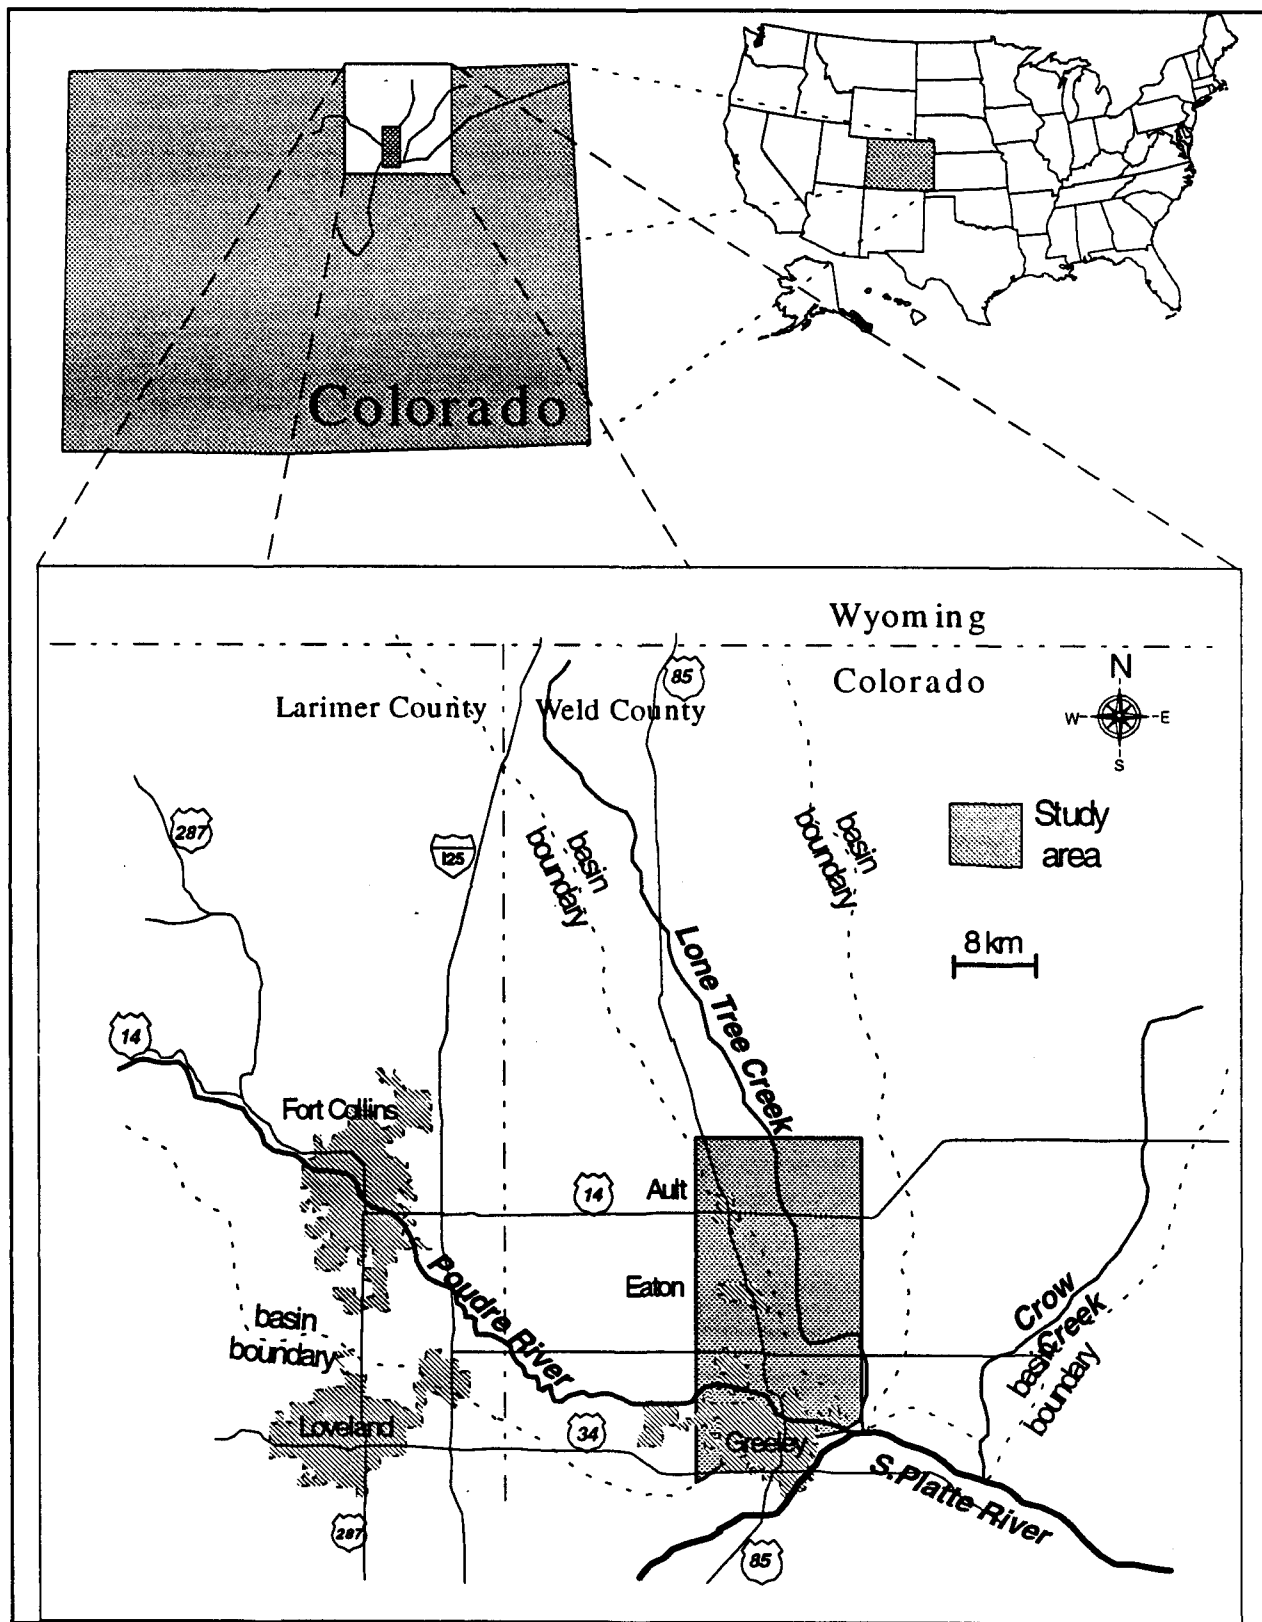 Colorado
Wyoming
Colorado
N
W
E
S
Larimer County
Weld County
85
287
I25
basin
boundary
basin
boundary
Study
area
8 km
Lone Tree Creek
14
Fort Collins
Ault
14
Eaton
Poudre River
basin
boundary
Crow
Creek
basin
boundary
Loveland
34
Greeley
S. Platte River
287
85